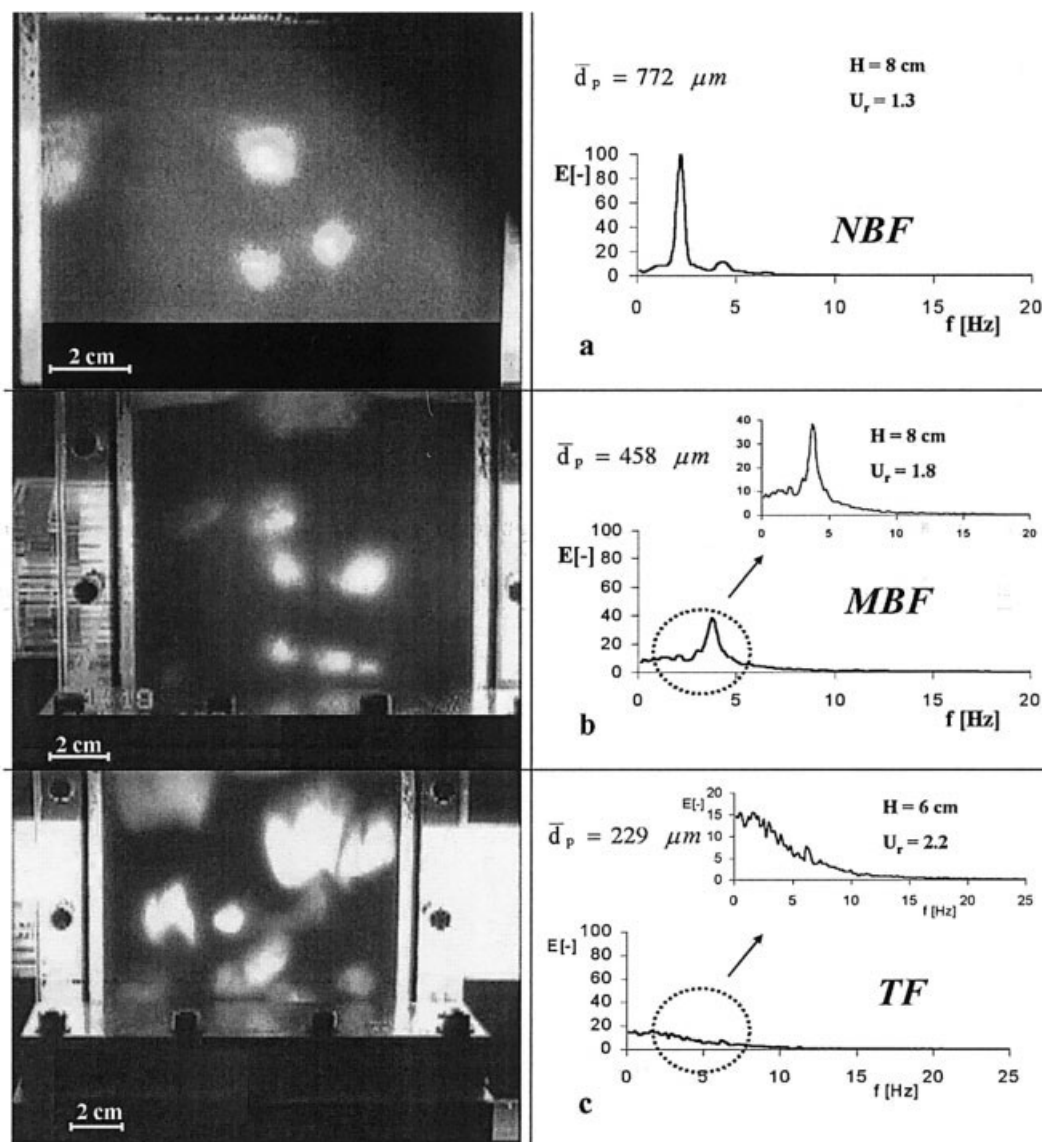 d̄p = 772 μm
H = 8 cm
Ur = 1.3
E[-]
100
80
60
40
20
0
NBF
0 5 10 15 20
f [Hz]
a
2 cm
d̄p = 458 μm
H = 8 cm
Ur = 1.8
40
30
20
10
0
0 5 10 15 20
E[-]
100
80
60
40
20
0
MBF
0 5 10 15 20
f [Hz]
b
2 cm
d̄p = 229 μm
H = 6 cm
Ur = 2.2
E[-]
20
15
10
5
0
0 5 10 15 20 25
f [Hz]
E[-]
100
80
60
40
20
0
TF
0 5 10 15 20 25
f [Hz]
c
2 cm